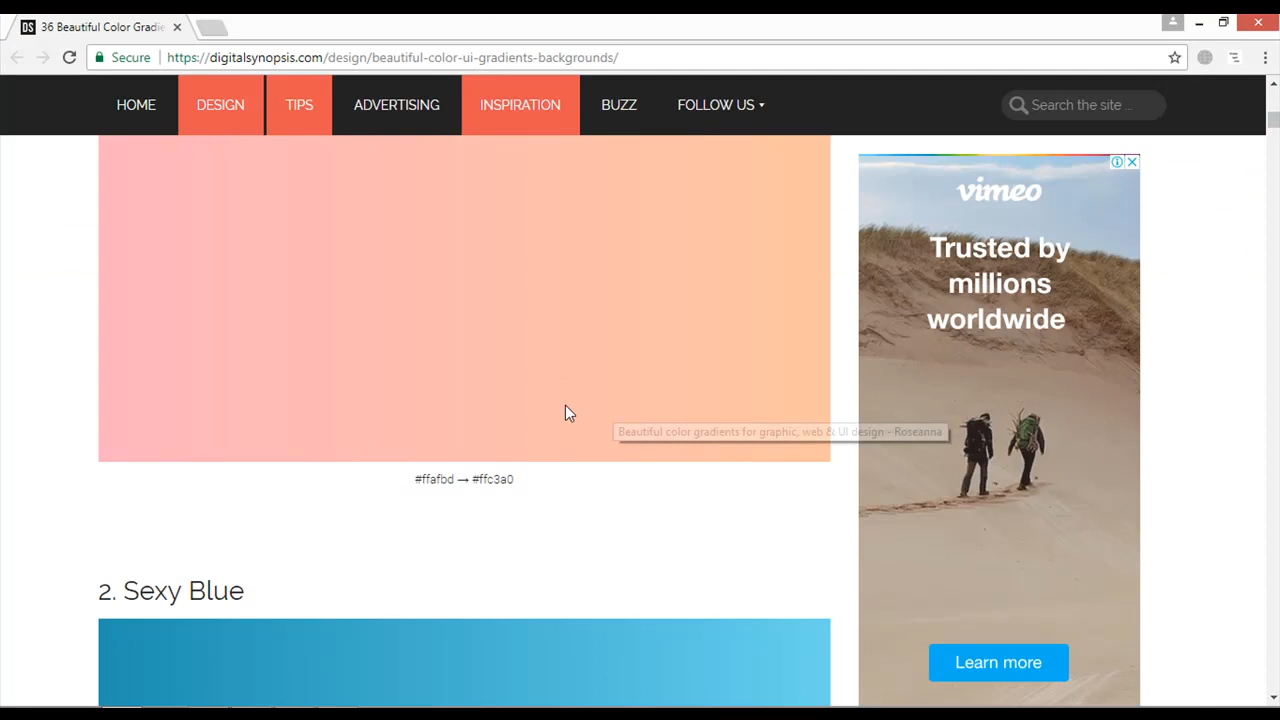 DS 36 Beautiful Color Gradie
Secure https://digitalsynopsis.com/design/beautiful-color-ui-gradients-backgrounds/
HOME DESIGN TIPS ADVERTISING INSPIRATION BUZZ FOLLOW US Search the site ...
vimeo
Trusted by
millions
worldwide
Beautiful color gradients for graphic, web & UI design - Roseanna
#ffafbd → #ffc3a0
2. Sexy Blue
Learn more